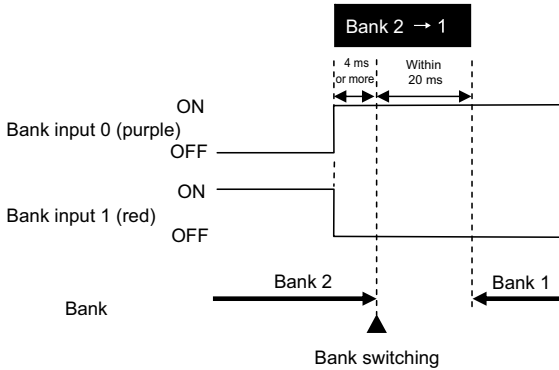 Bank 2 → 1
4 ms
or more
Within
20 ms
ON
Bank input 0 (purple)
OFF
ON
Bank input 1 (red)
OFF
Bank 2
Bank 1
Bank
Bank switching